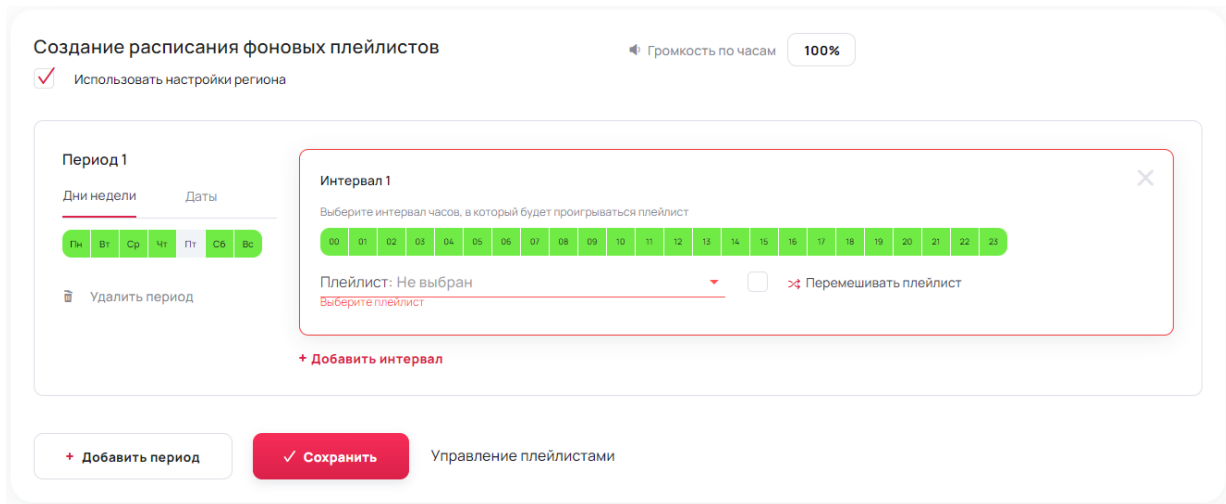 Создание расписания фоновых плейлистов
Громкость по часам 100%
Использовать настройки региона
Период 1
Дни недели Даты
Пн Вт Ср Чт Пт Сб Вс
Удалить период
Интервал 1
Выберите интервал часов, в который будет проигрываться плейлист
00 01 02 03 04 05 06 07 08 09 10 11 12 13 14 15 16 17 18 19 20 21 22 23
Плейлист: Не выбран
Перемешивать плейлист
Выберите плейлист
+ Добавить интервал
+ Добавить период
Сохранить
Управление плейлистами